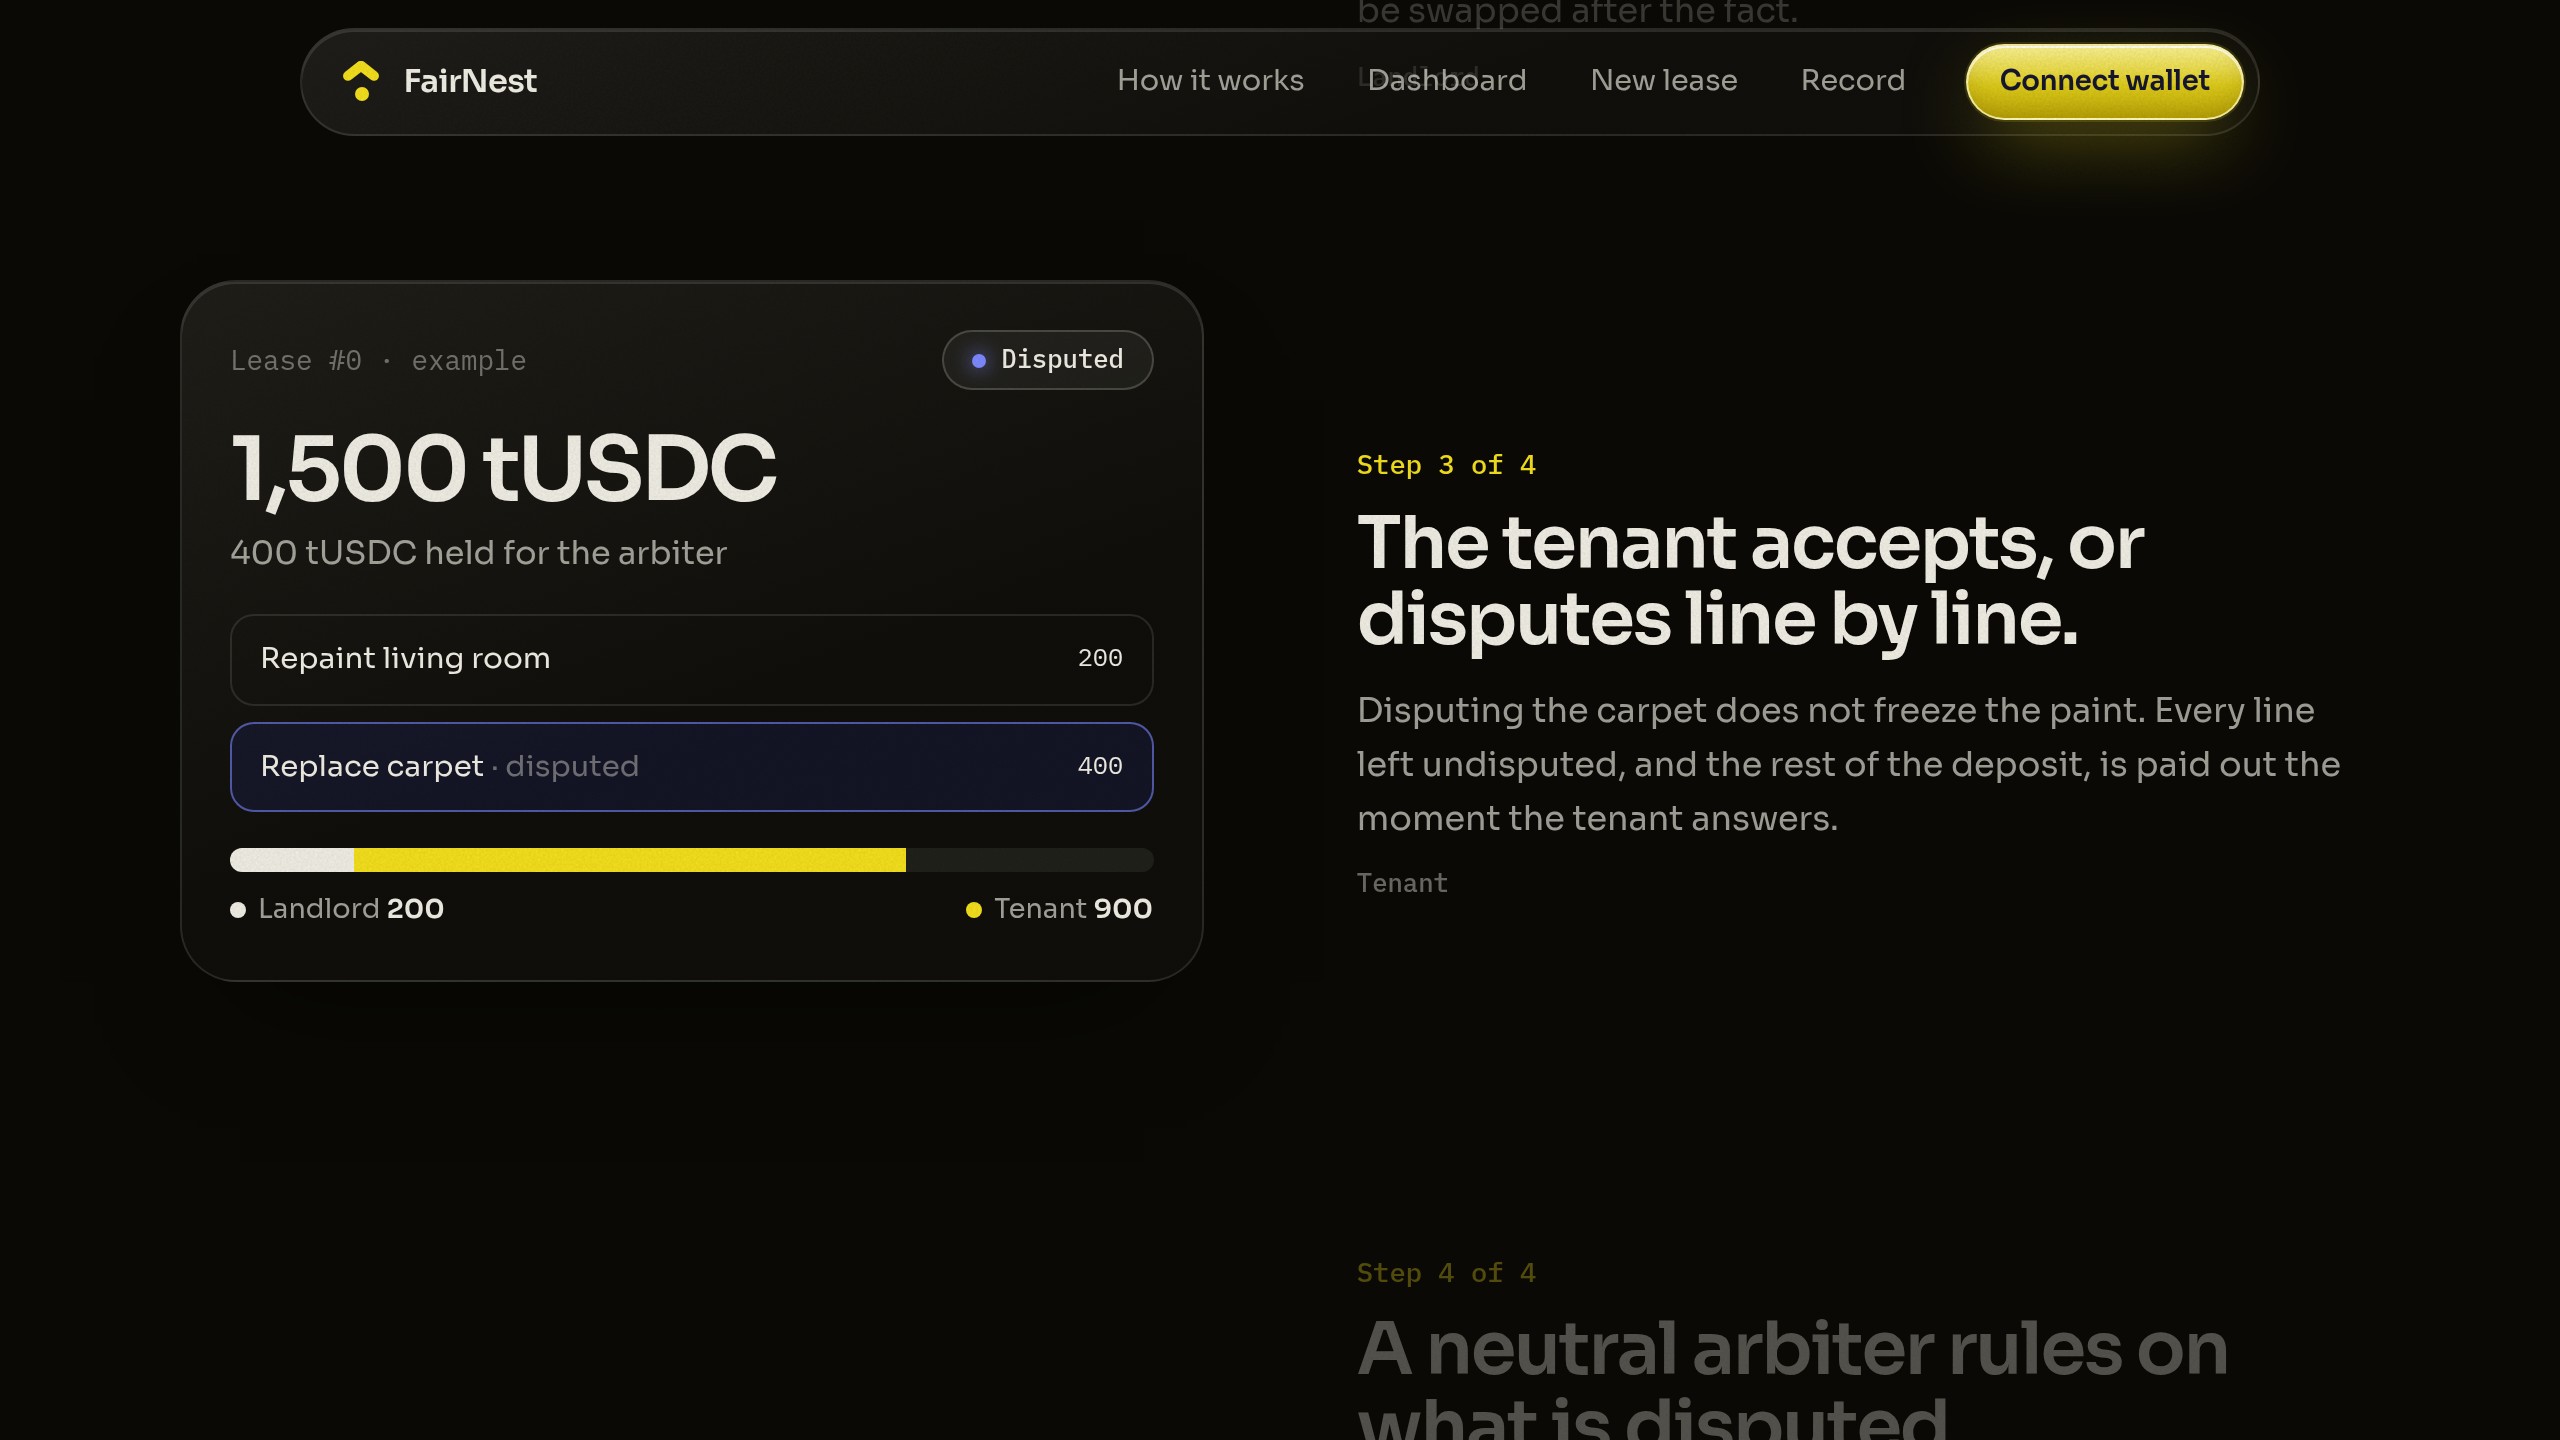 be swapped after the fact.
FairNest
How it works
Dashboard
New lease
Record
Connect wallet
Landlord
Lease #0 · example
Disputed
1,500 tUSDC
400 tUSDC held for the arbiter
Repaint living room
200
Replace carpet · disputed
400
Landlord 200
Tenant 900
Step 3 of 4
The tenant accepts, or
disputes line by line.
Disputing the carpet does not freeze the paint. Every line
left undisputed, and the rest of the deposit, is paid out the
moment the tenant answers.
Tenant
Step 4 of 4
A neutral arbiter rules on
what is disputed